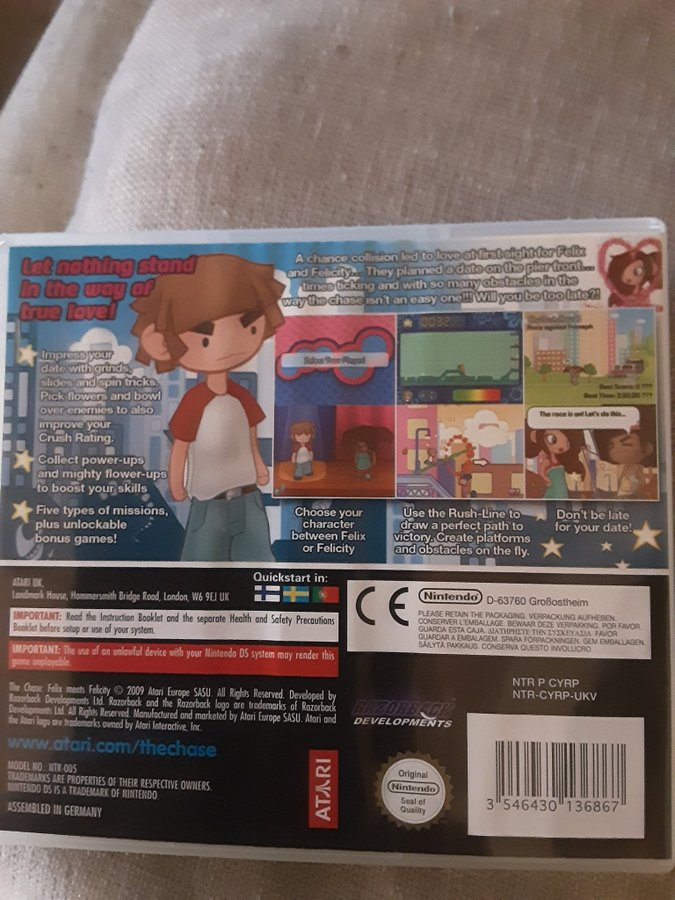 Let nothing stand
in the way of
true love!
A chance collision led to love at first sight for Felix
and Felicity... They planned a date on the pier front...
times ticking and with so many obstacles in the
way the chase isn't an easy one!!! Will you be too late?!
Impress your
date with grinds,
slides and spin tricks.
Pick flowers and bowl
over enemies to also
improve your
Crush Rating.
Collect power-ups
and mighty flower-ups
to boost your skills
Five types of missions,
plus unlockable
bonus games!
Select Your Player!
0032
Race against
Best Score: 0 ???
Best Time: 2:30.00 ???
The race is on! Let's do this...
Choose your
character
between Felix
or Felicity
Use the Rush-Line to
draw a perfect path to
victory. Create platforms
and obstacles on the fly.
Don't be late
for your date!
ATARI UK.
Landmark House, Hammersmith Bridge Road, London, W6 9EJ UK
Quickstart in:
IMPORTANT: Read the Instruction Booklet and the separate Health and Safety Precautions
Booklet before setup or use of your system.
IMPORTANT: The use of an unlawful device with your Nintendo DS system may render this
game unplayable.
The Chase. Felix meets Felicity © 2009 Atari Europe SASU. All Rights Reserved. Developed by
Razorback Developments Ltd. Razorback and the Razorback logo are trademarks of Razorback
Developments Ltd. All Rights Reserved. Manufactured and marketed by Atari Europe SASU. Atari and
the Atari logo are trademarks owned by Atari Interactive, Inc.
www.atari.com/thechase
MODEL NO.: NTR-005
TRADEMARKS ARE PROPERTIES OF THEIR RESPECTIVE OWNERS.
NINTENDO DS IS A TRADEMARK OF NINTENDO.
ASSEMBLED IN GERMANY
ATARI
CE
Nintendo D-63760 Großostheim
PLEASE RETAIN THE PACKAGING. VERPACKUNG AUFHEBEN.
CONSERVER L'EMBALLAGE. BEWAAR DEZE VERPAKKING. POR FAVOR,
GUARDA ESTA CAJA. ΔΙΑΤΗΡΗΣΤΕ ΤΗΝ ΣΥΣΚΕΥΑΣΙΑ. FAVOR
GUARDAR A EMBALAGEM. SPARA FÖRPACKNINGEN. GEM EMBALLAGEN.
SÄILYTÄ PAKKAUS. CONSERVA QUESTO INVOLUCRO.
NTR P CYRP
NTR-CYRP-UKV
RAZORBACK
DEVELOPMENTS
Original
Nintendo
Seal of
Quality
3 546430 136867